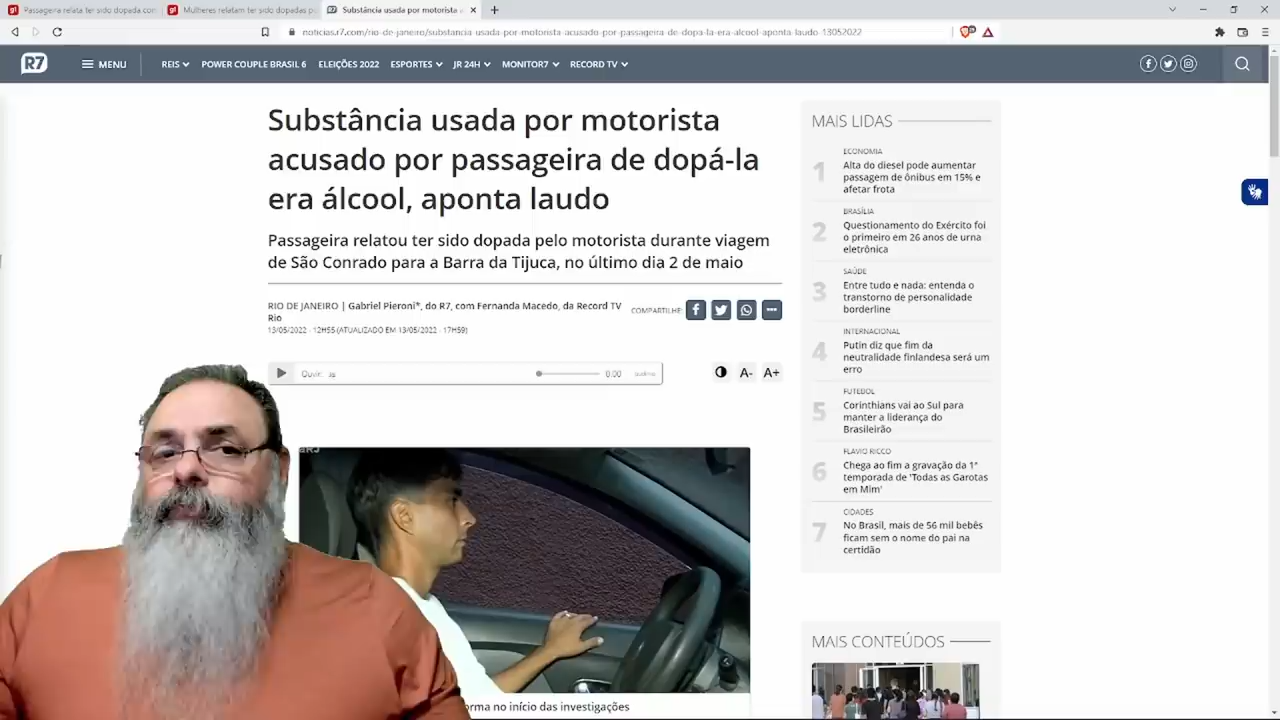 Passageira relata ter sido dopada con
Mulheres relatam ter sido dopadas p
Substância usada por motorista a
noticias.r7.com/rio-de-janeiro/substancia-usada-por-motorista-acusado-por-passageira-de-dopa-la-era-alcool-aponta-laudo-13052022
R7
MENU
REIS
POWER COUPLE BRASIL 6
ELEIÇÕES 2022
ESPORTES
JR 24H
MONITOR7
RECORD TV
Substância usada por motorista
acusado por passageira de dopá-la
era álcool, aponta laudo
Passageira relatou ter sido dopada pelo motorista durante viagem
de São Conrado para a Barra da Tijuca, no último dia 2 de maio
RIO DE JANEIRO | Gabriel Pieroni*, do R7, com Fernanda Macedo, da Record TV
Rio
13/05/2022 - 12H55 (ATUALIZADO EM 13/05/2022 - 17H59)
COMPARTILHE:
Ouvir:
0:00
A-
A+
orma no início das investigações
MAIS LIDAS
1
ECONOMIA
Alta do diesel pode aumentar
passagem de ônibus em 15% e
afetar frota
2
BRASÍLIA
Questionamento do Exército foi
o primeiro em 26 anos de urna
eletrônica
3
SAÚDE
Entre tudo e nada: entenda o
transtorno de personalidade
borderline
4
INTERNACIONAL
Putin diz que fim da
neutralidade finlandesa será um
erro
5
FUTEBOL
Corinthians vai ao Sul para
manter a liderança do
Brasileirão
6
FLAVIO RICCO
Chega ao fim a gravação da 1ª
temporada de 'Todas as Garotas
em Mim'
7
CIDADES
No Brasil, mais de 56 mil bebês
ficam sem o nome do pai na
certidão
MAIS CONTEÚDOS